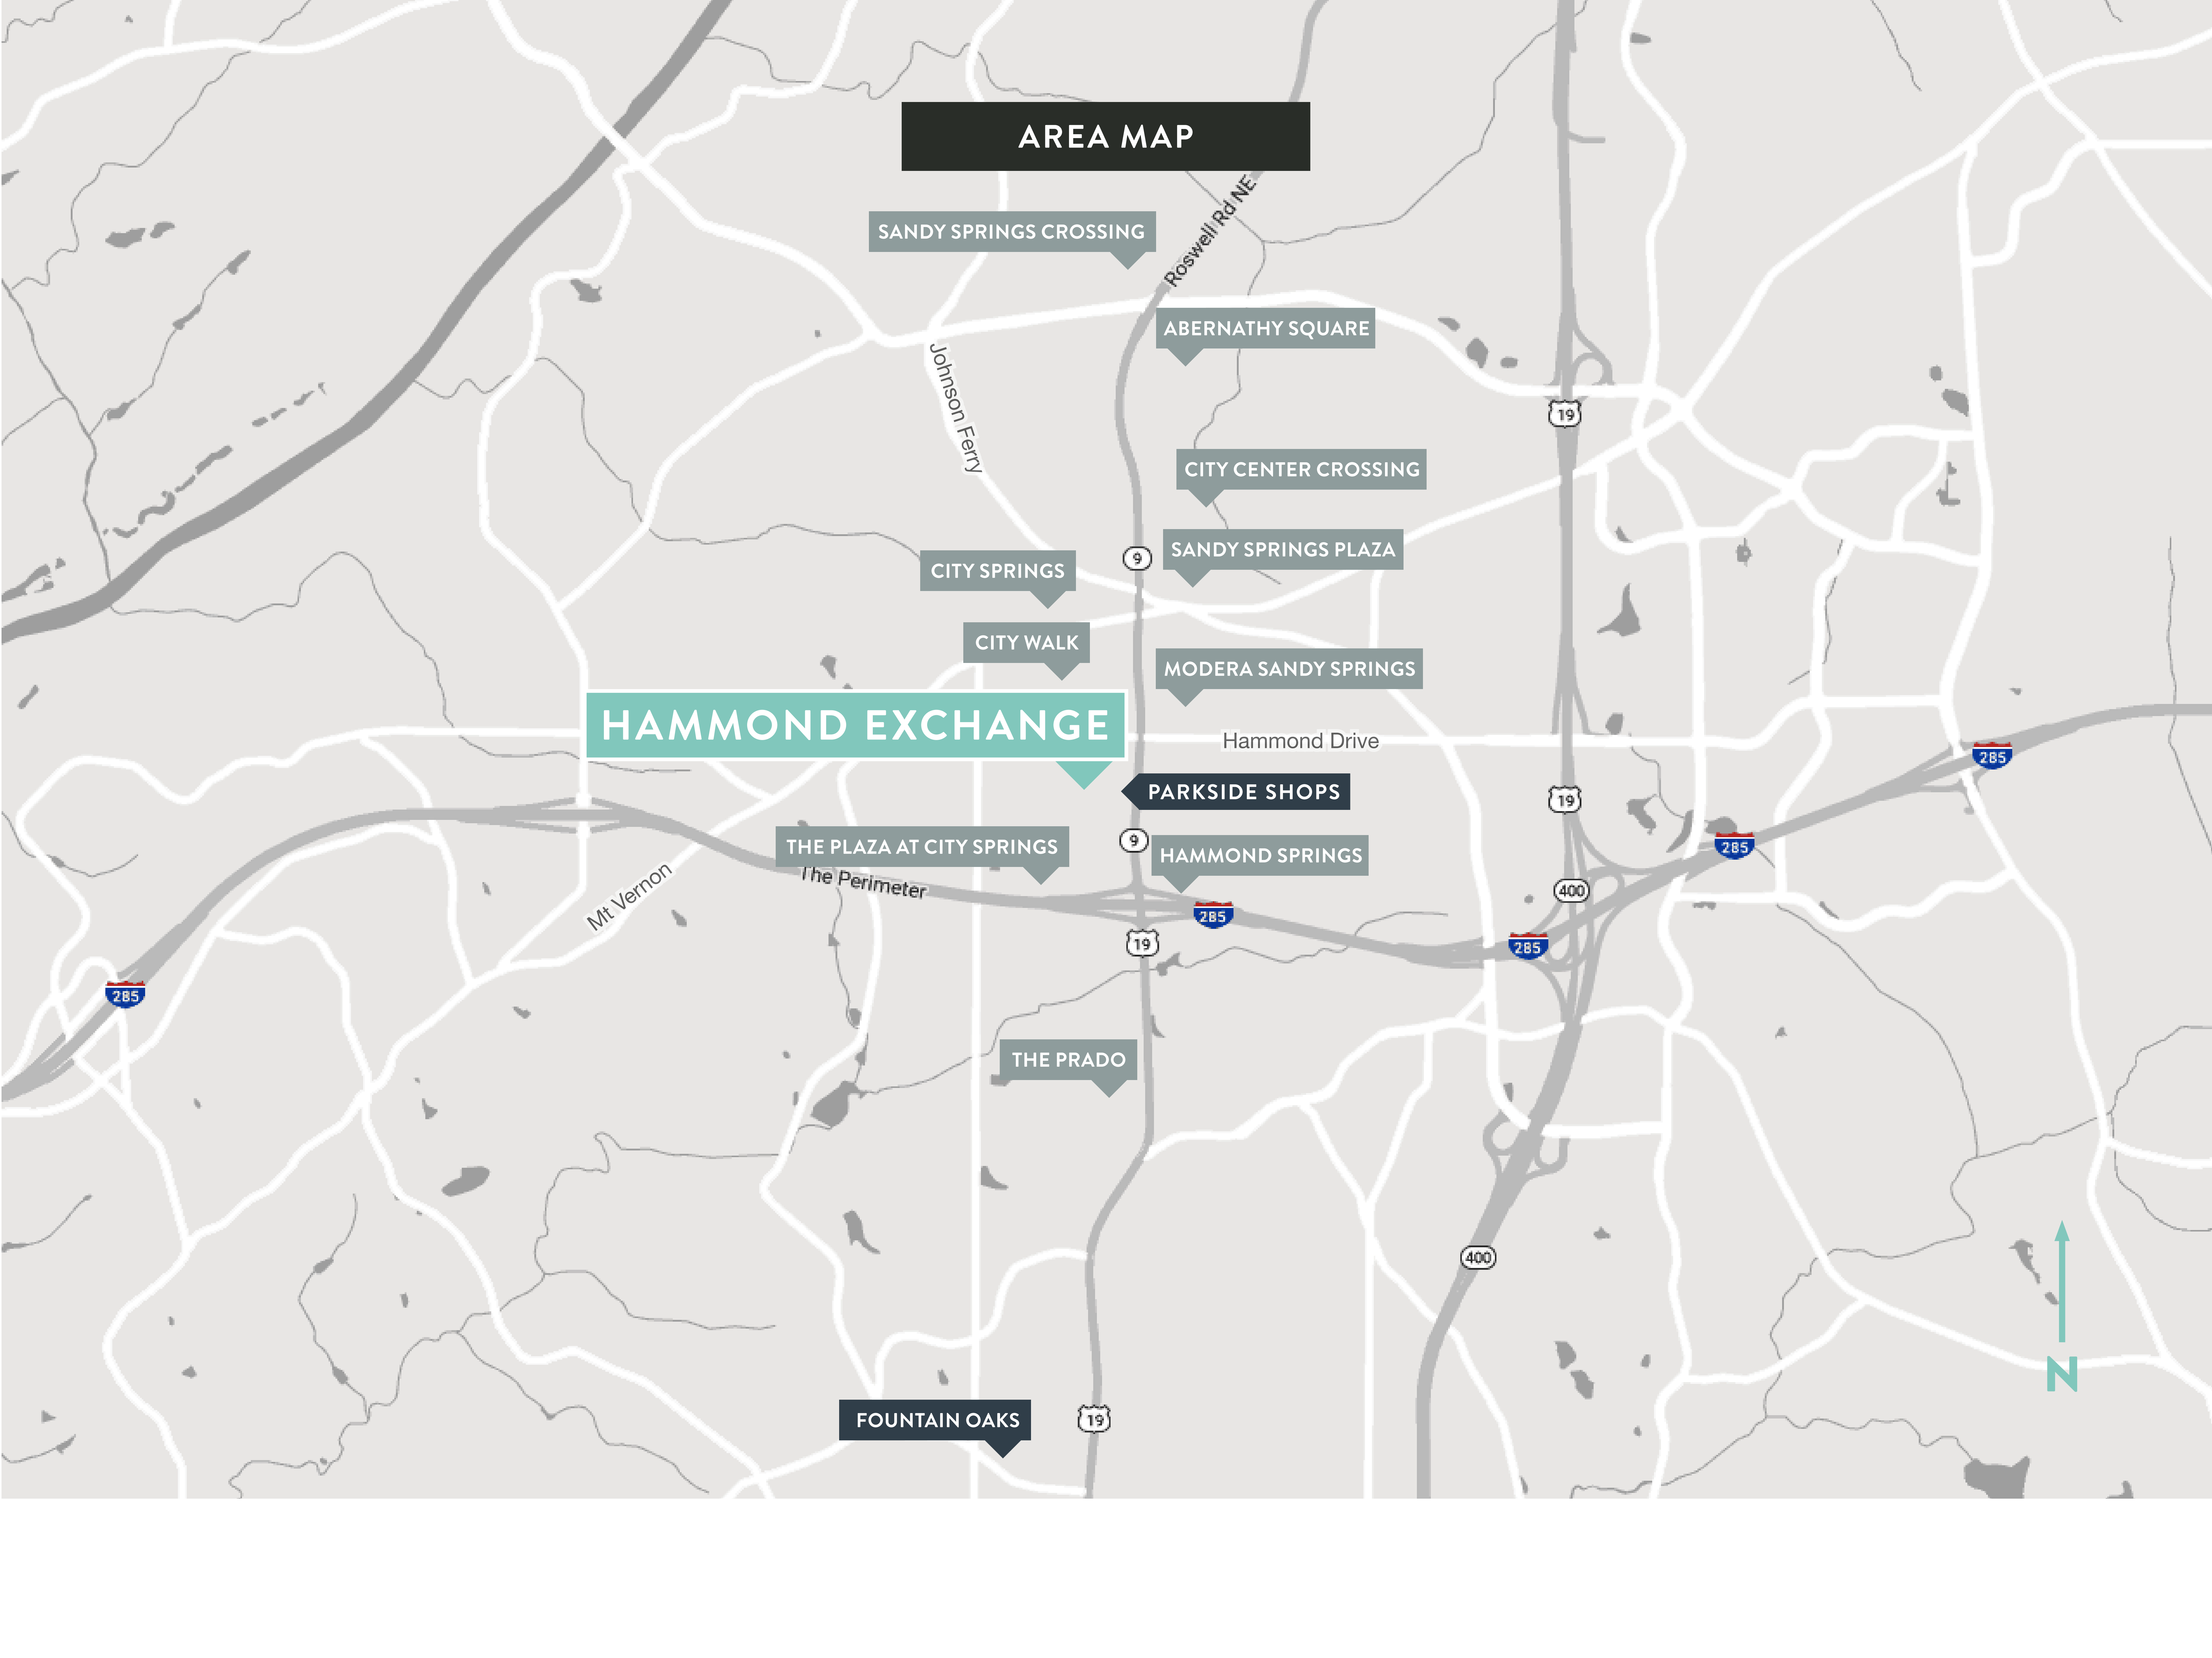 AREA MAP
Roswell Rd NE
SANDY SPRINGS CROSSING
ABERNATHY SQUARE
Johnson Ferry
19
CITY CENTER CROSSING
SANDY SPRINGS PLAZA
9
CITY SPRINGS
CITY WALK
MODERA SANDY SPRINGS
HAMMOND EXCHANGE
Hammond Drive
285
PARKSIDE SHOPS
19
9
THE PLAZA AT CITY SPRINGS
HAMMOND SPRINGS
285
The Perimeter
Mt Vernon
400
285
19
285
285
THE PRADO
400
N
FOUNTAIN OAKS
19